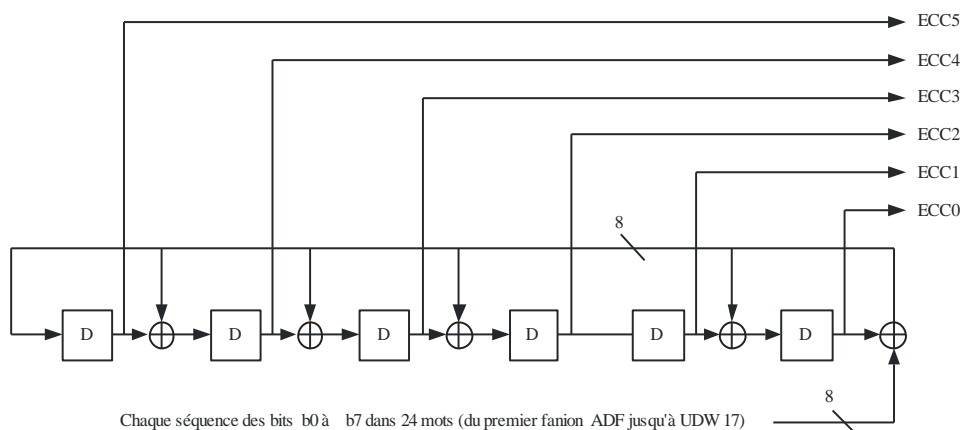 ECC5
ECC4
ECC3
ECC2
ECC1
ECC0
8
D
D
D
D
D
D
8
Chaque séquence des bits b0 à b7 dans 24 mots (du premier fanion ADF jusqu'à UDW 17)